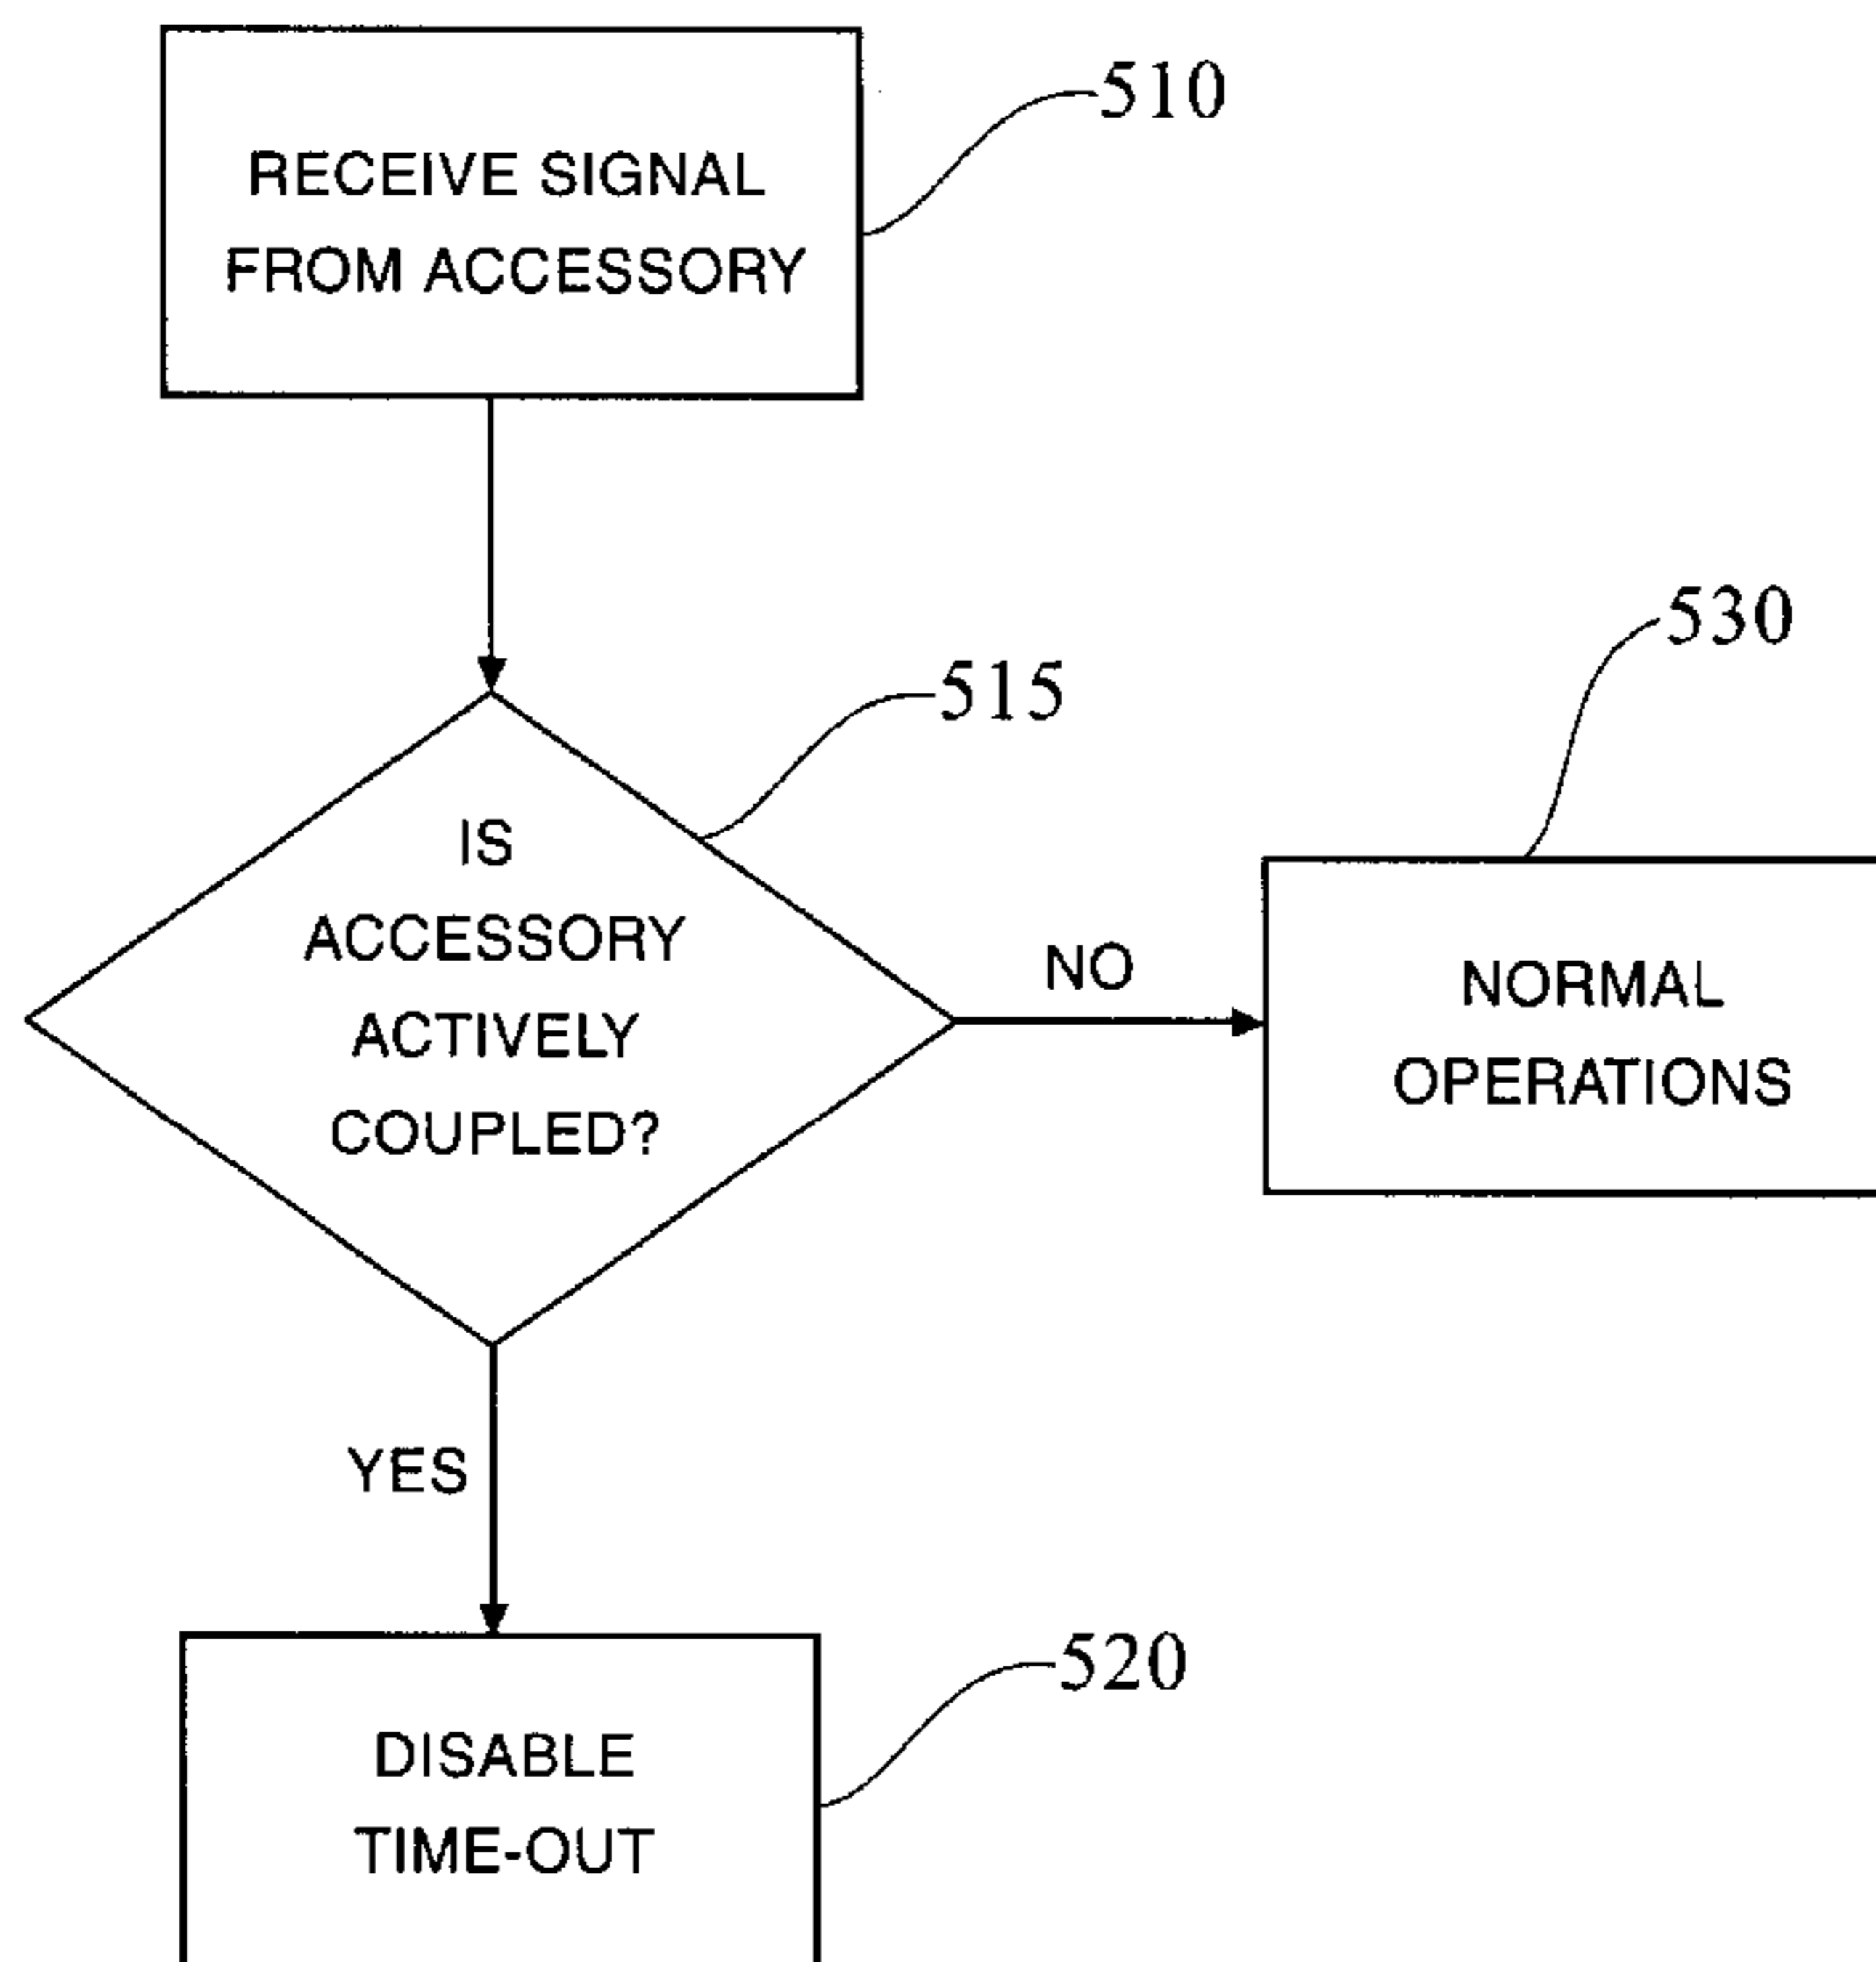 510
RECEIVE SIGNAL
FROM ACCESSORY
530
515
IS
ACCESSORY
ACTIVELY
COUPLED?
NO
NORMAL
OPERATIONS
YES
520
DISABLE
TIME-OUT